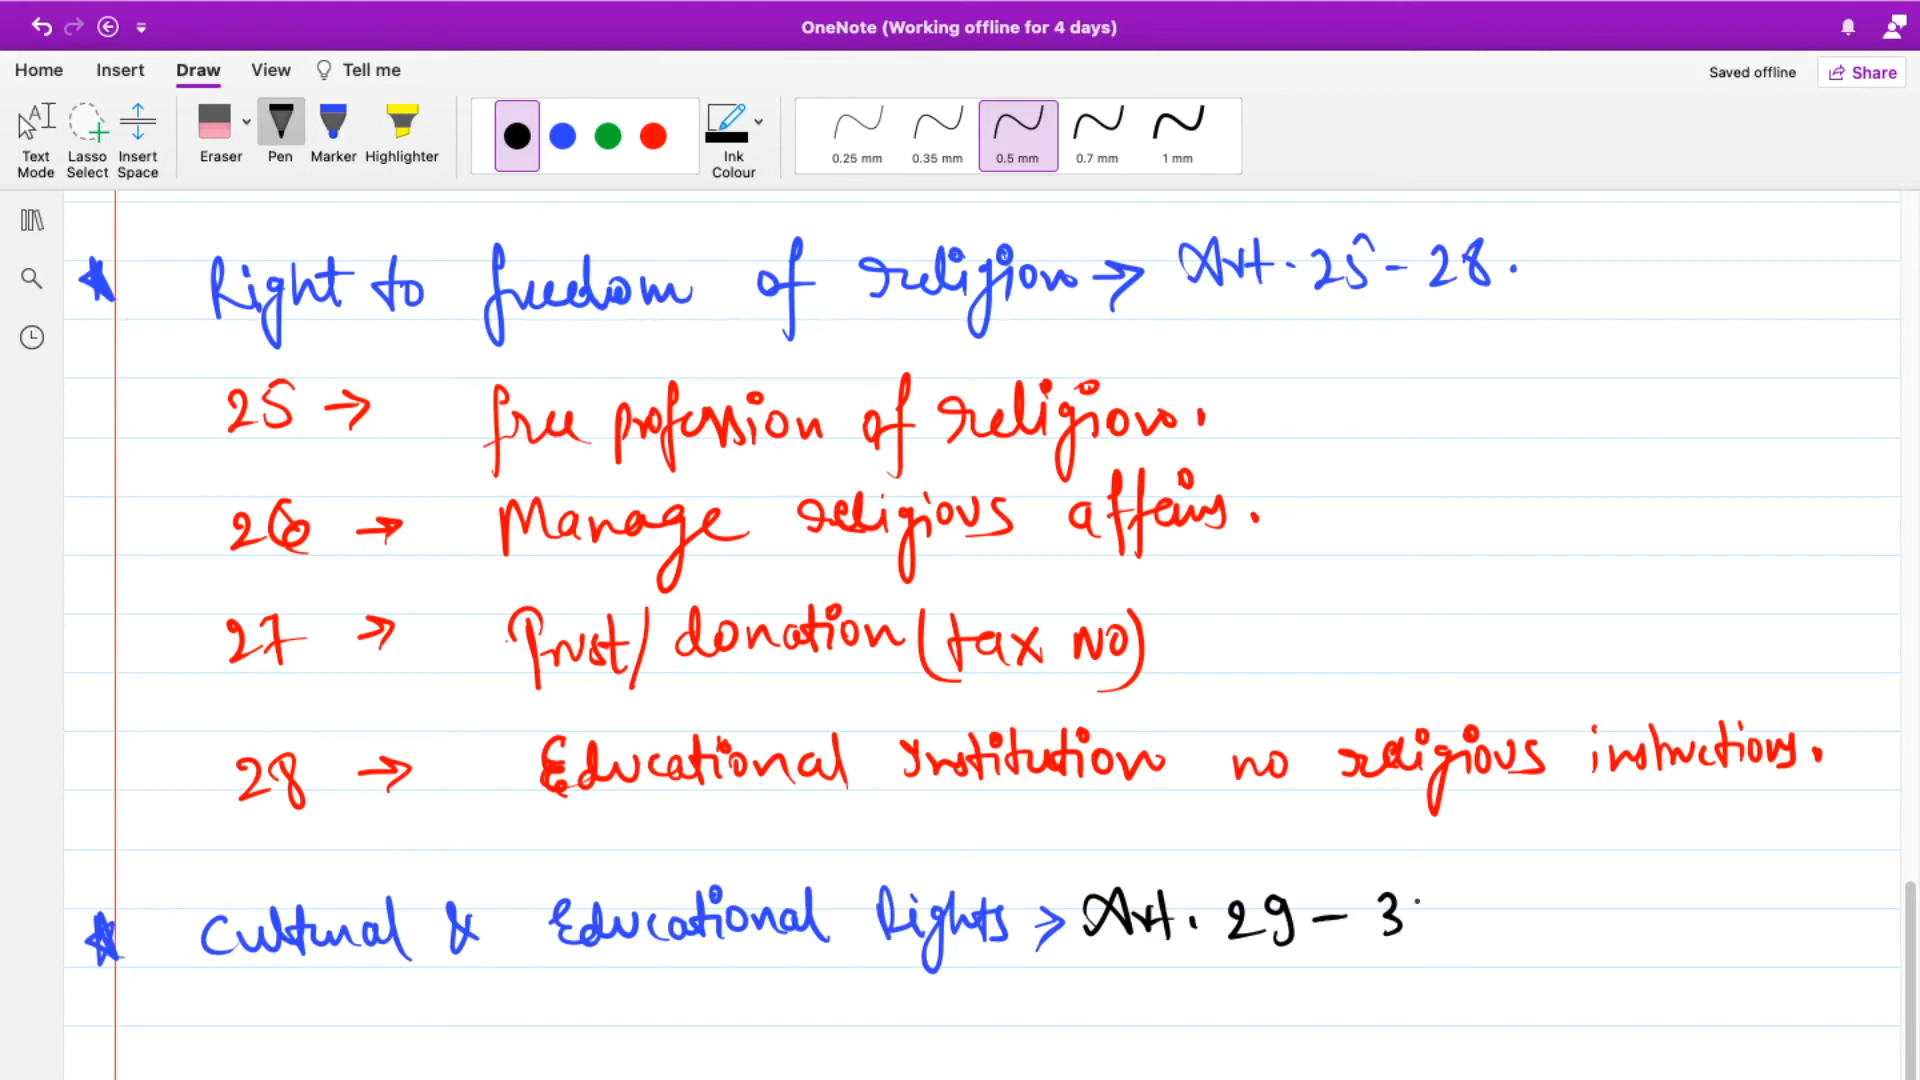 OneNote (Working offline for 4 days)
Home Insert Draw View Tell me
Saved offline Share
Text Mode Lasso Select Insert Space Eraser Pen Marker Highlighter Ink Colour 0.25 mm 0.35 mm 0.5 mm 0.7 mm 1 mm
★ Right to freedom of religion → Art. 25 - 28.
25 → free profession of religion.
26 → Manage religious affairs.
27 → Trust/donation (tax NO)
28 → Educational Institution no religious instructions.
★ Cultural & Educational Rights > Art. 29 - 3